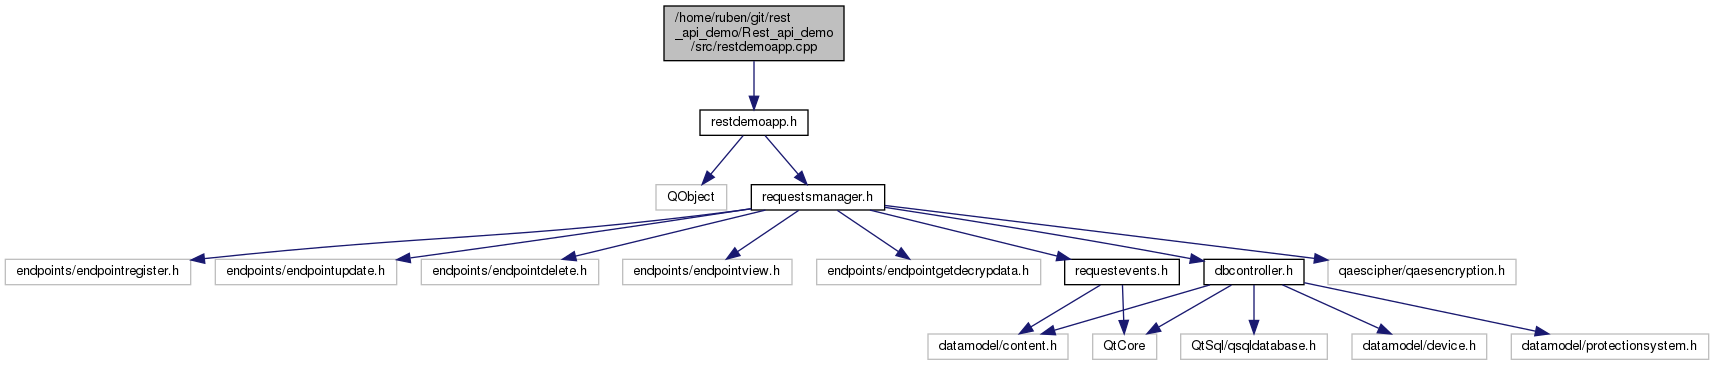 /home/ruben/git/rest
_api_demo/Rest_api_demo
/src/restdemoapp.cpp
restdemoapp.h
QObject
requestsmanager.h
endpoints/endpointregister.h
endpoints/endpointupdate.h
endpoints/endpointdelete.h
endpoints/endpointview.h
endpoints/endpointgetdecrypdata.h
requestevents.h
dbcontroller.h
qaescipher/qaesencryption.h
datamodel/content.h
QtCore
QtSql/qsqldatabase.h
datamodel/device.h
datamodel/protectionsystem.h